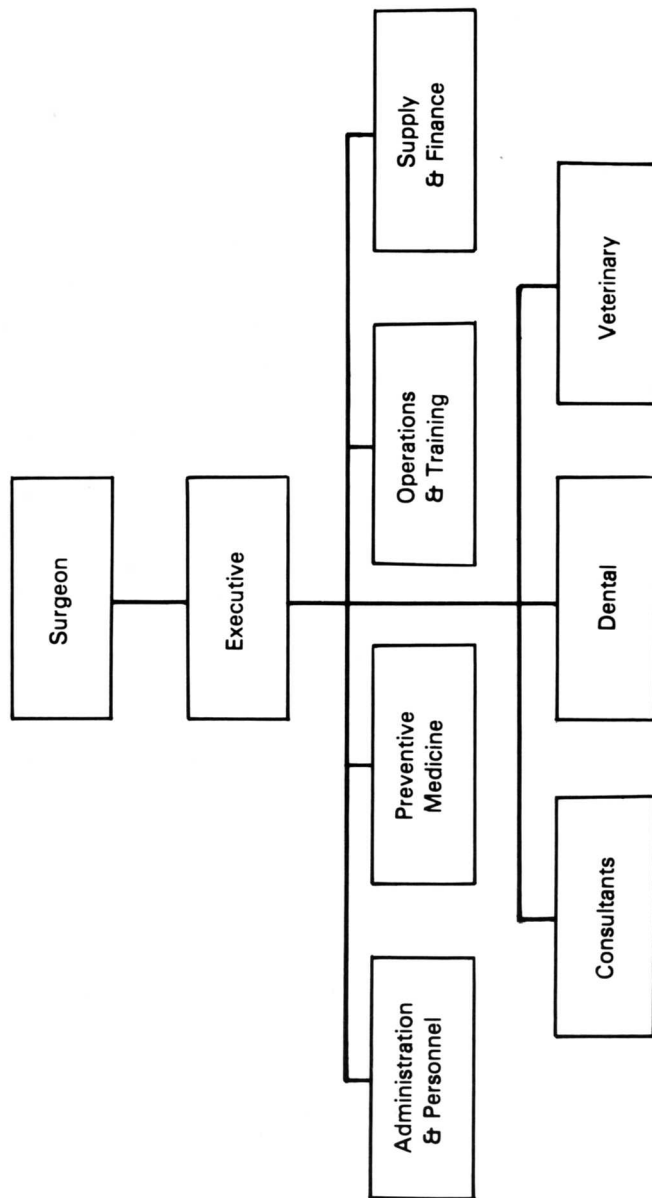 Surgeon
Executive
Administration
& Personnel
Preventive
Medicine
Operations
& Training
Supply
& Finance
Consultants
Dental
Veterinary